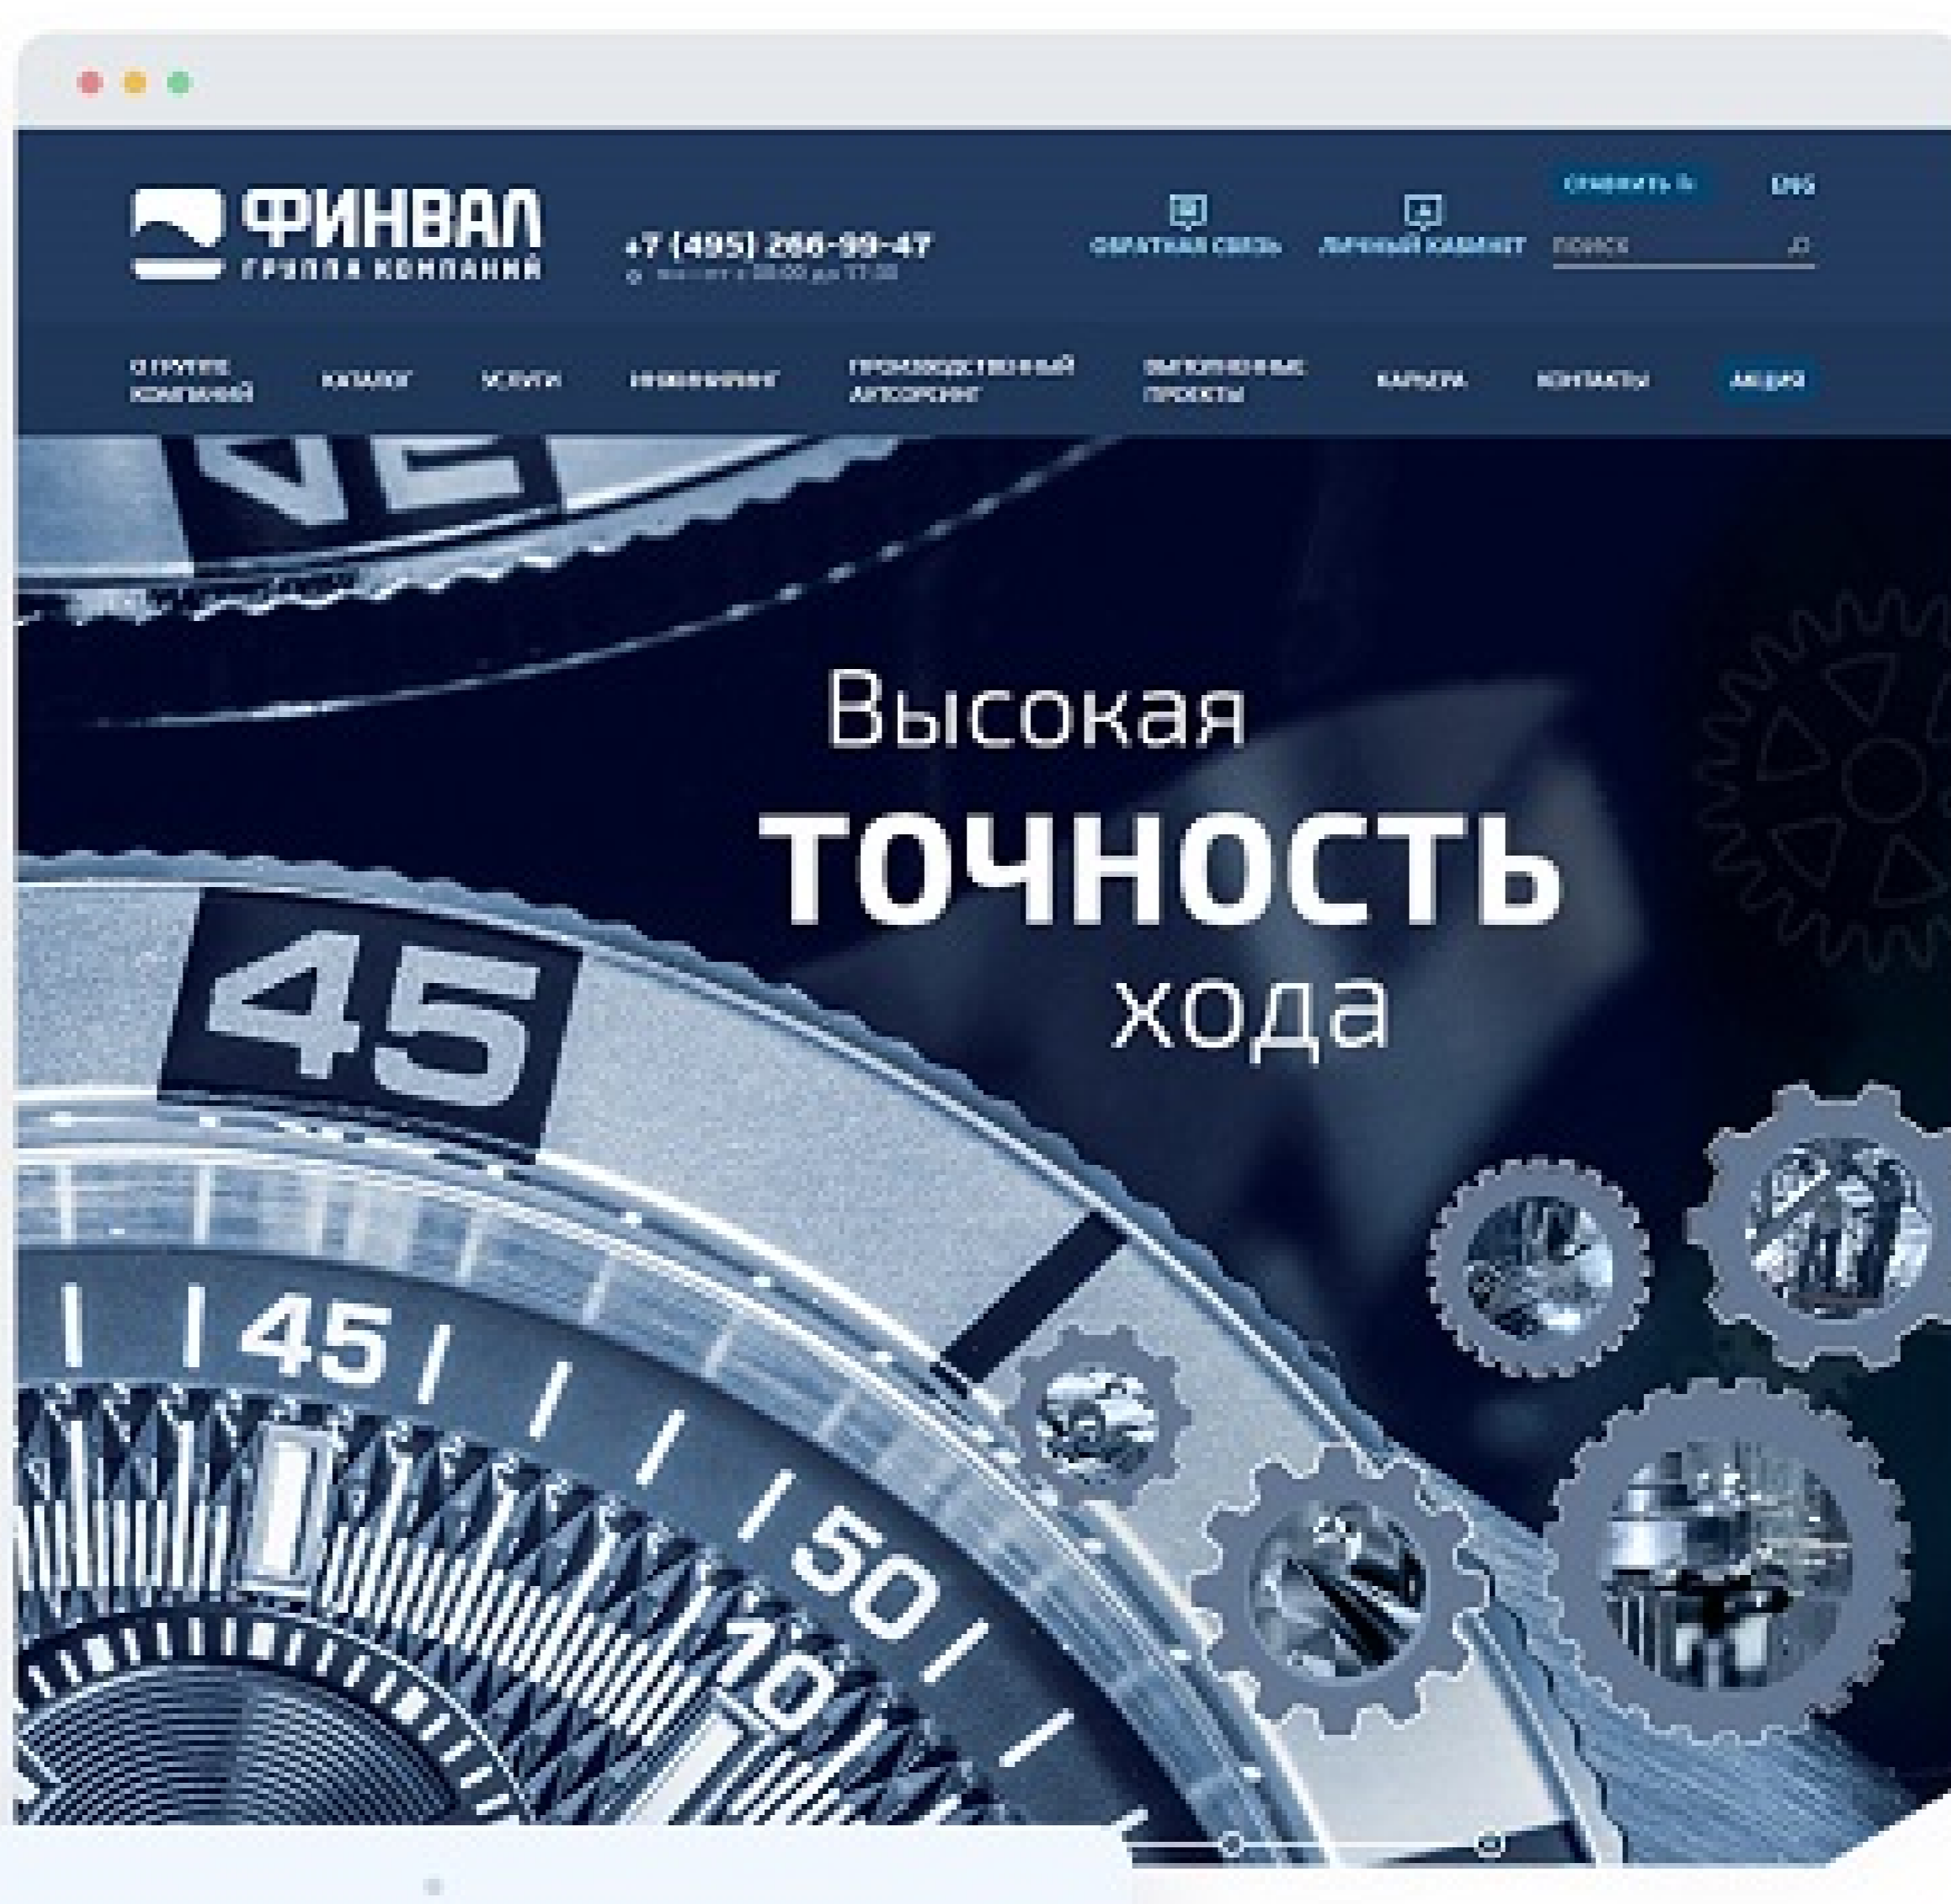 ФИНВАЛ
ГРУППА КОМПАНИЙ
+7 (495) 266-99-47
ОБРАТНАЯ СВЯЗЬ
ЛИЧНЫЙ КАБИНЕТ
СРАВНИТЬ
ENG
ПОИСК
О ГРУППЕ
КОМПАНИЙ
КАТАЛОГ
УСЛУГИ
ИНЖИНИРИНГ
ПРОИЗВОДСТВЕННЫЙ
АУТСОРСИНГ
ВЫПОЛНЕННЫЕ
ПРОЕКТЫ
КАРЬЕРА
КОНТАКТЫ
АКЦИЯ
Высокая
точность
хода
45
45
50
10